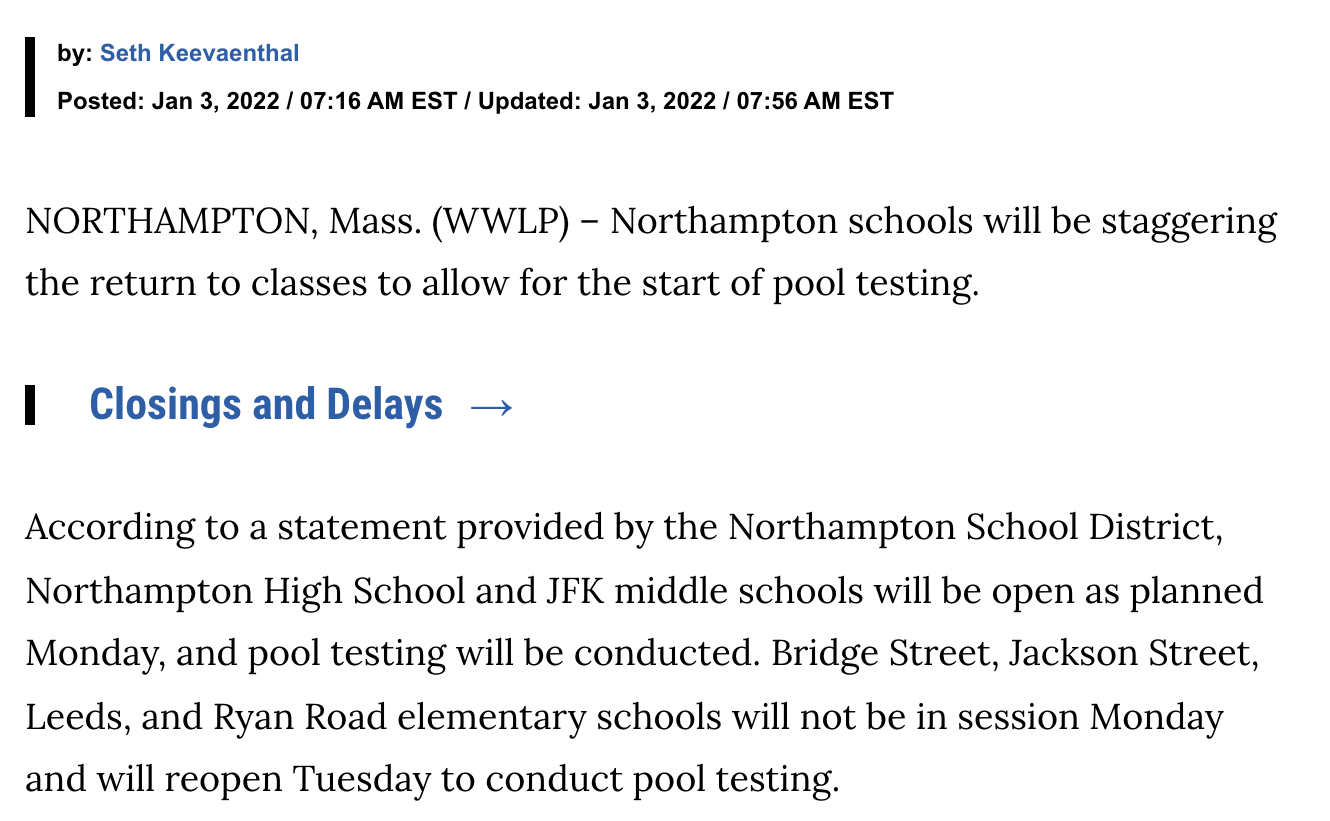 by: Seth Keevaenthal
Posted: Jan 3, 2022 / 07:16 AM EST / Updated: Jan 3, 2022 / 07:56 AM EST
NORTHAMPTON, Mass. (WWLP) – Northampton schools will be staggering
the return to classes to allow for the start of pool testing.
Closings and Delays →
According to a statement provided by the Northampton School District,
Northampton High School and JFK middle schools will be open as planned
Monday, and pool testing will be conducted. Bridge Street, Jackson Street,
Leeds, and Ryan Road elementary schools will not be in session Monday
and will reopen Tuesday to conduct pool testing.